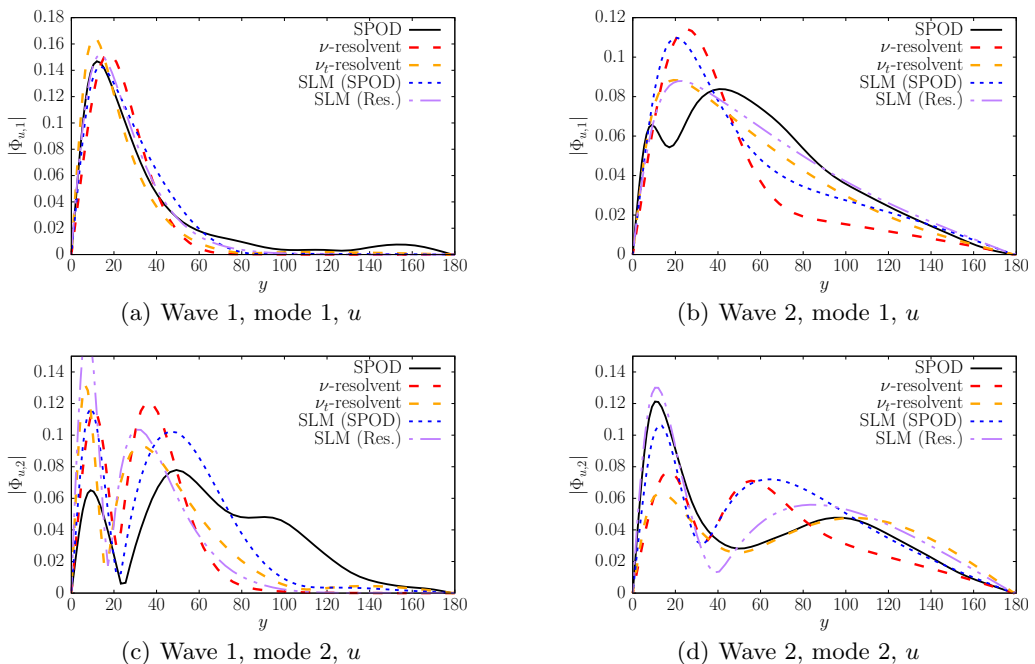 0.18
0.16
0.14
0.12
0.1
0.08
0.06
0.04
0.02
0
|Φu,1|
SPOD
ν-resolvent
νt-resolvent
SLM (SPOD)
SLM (Res.)
0 20 40 60 80 100 120 140 160 180
y
(a) Wave 1, mode 1, u
0.12
0.1
0.08
0.06
0.04
0.02
0
|Φu,1|
SPOD
ν-resolvent
νt-resolvent
SLM (SPOD)
SLM (Res.)
0 20 40 60 80 100 120 140 160 180
y
(b) Wave 2, mode 1, u
0.14
0.12
0.1
0.08
0.06
0.04
0.02
0
|Φu,2|
SPOD
ν-resolvent
νt-resolvent
SLM (SPOD)
SLM (Res.)
0 20 40 60 80 100 120 140 160 180
y
(c) Wave 1, mode 2, u
0.14
0.12
0.1
0.08
0.06
0.04
0.02
0
|Φu,2|
SPOD
ν-resolvent
νt-resolvent
SLM (SPOD)
SLM (Res.)
0 20 40 60 80 100 120 140 160 180
y
(d) Wave 2, mode 2, u